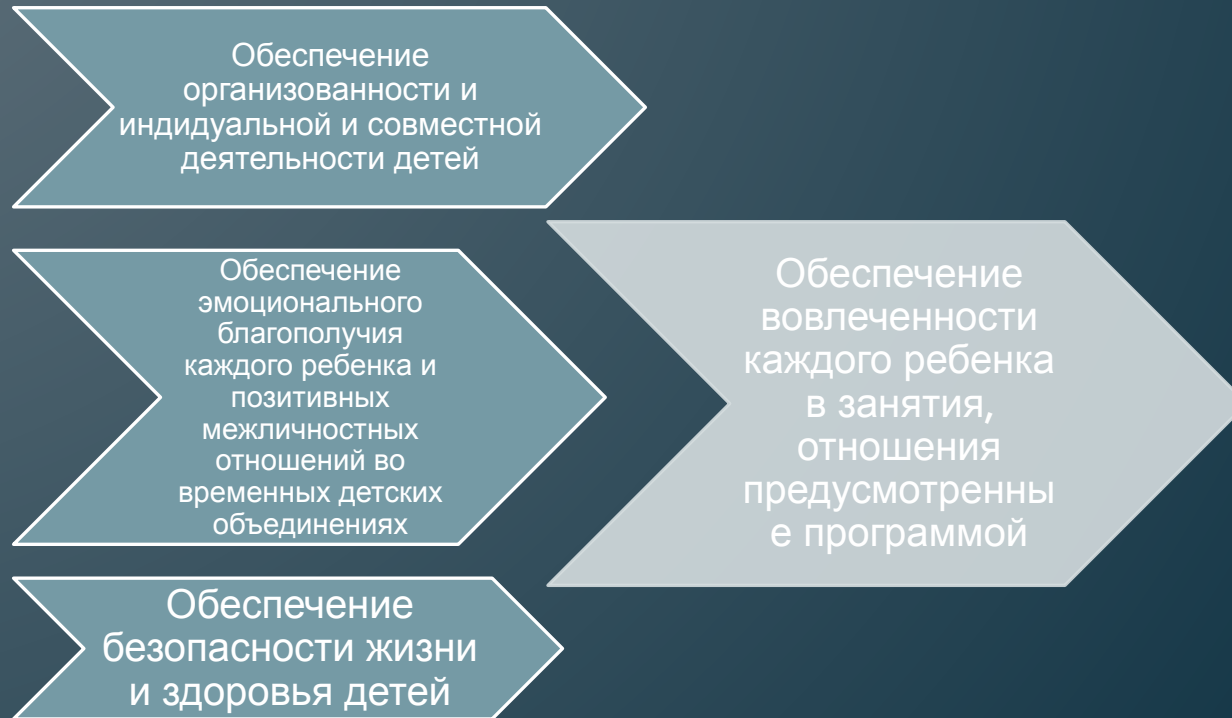 Обеспечение
организованности и
индидуальной и совместной
деятельности детей
Обеспечение
эмоционального
благополучия
каждого ребенка и
позитивных
межличностных
отношений во
временных детских
объединениях
Обеспечение
безопасности жизни
и здоровья детей
Обеспечение
вовлеченности
каждого ребенка
в занятия,
отношения
предусмотренны
е программой